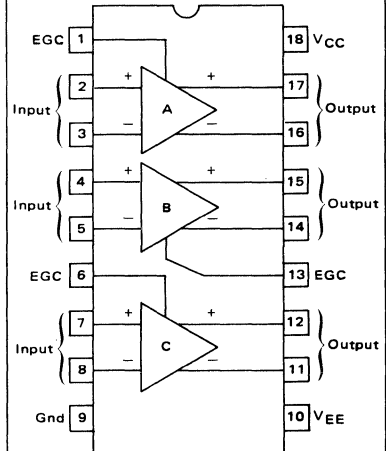 EGC 1 18 VCC
2 + + 17
Input A Output
3 − − 16
4 + + 15
Input B Output
5 − − 14
EGC 6 13 EGC
7 + + 12
Input C Output
8 − − 11
Gnd 9 10 VEE